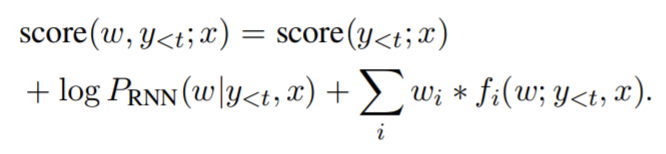 score(w, y<t; x) = score(y<t; x)
+ log P_RNN(w|y<t, x) + ∑_i w_i * f_i(w; y<t, x).